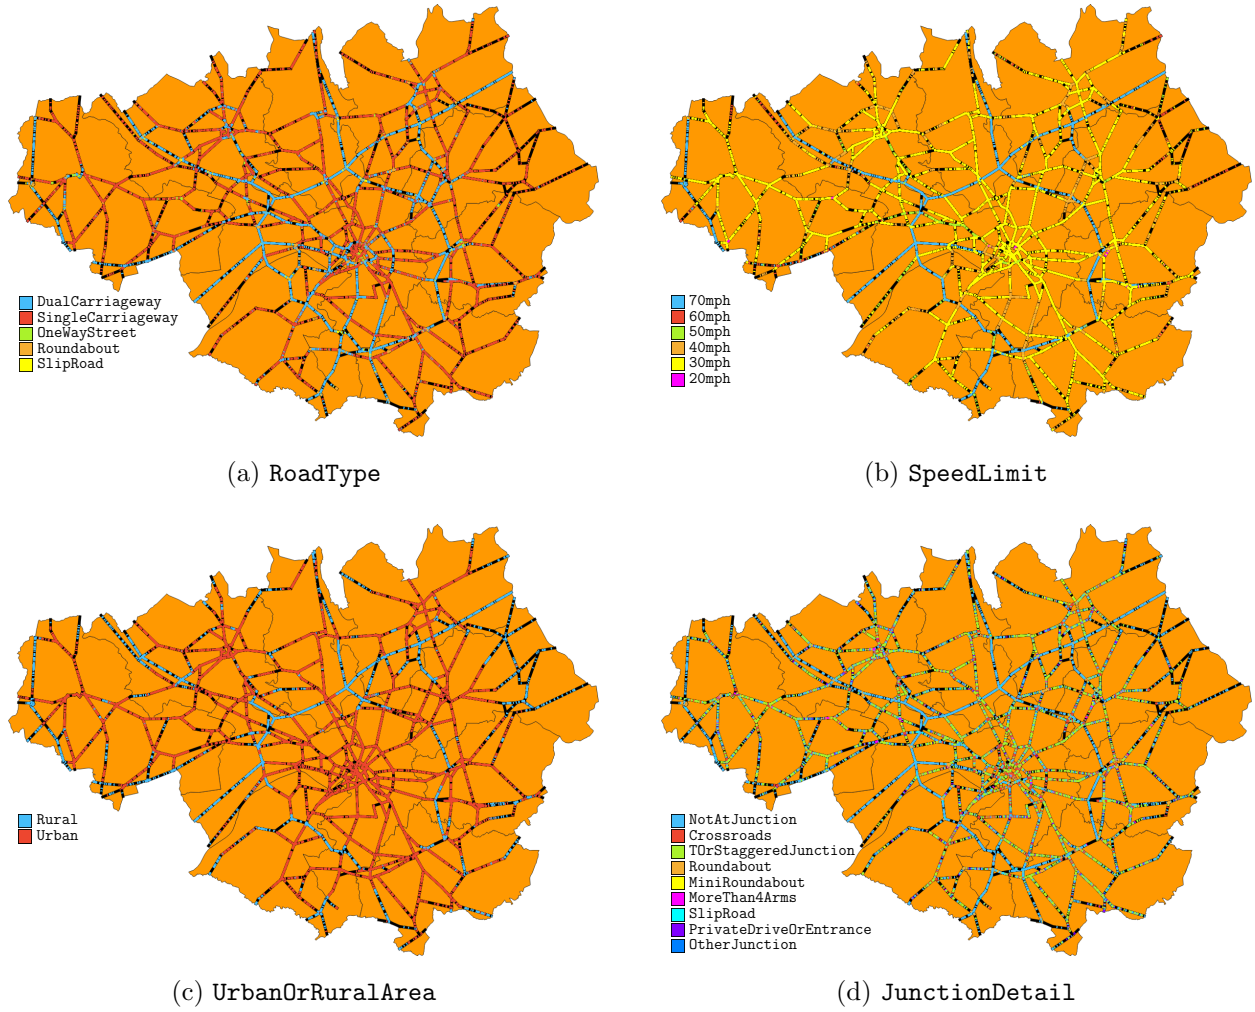 DualCarriageway
SingleCarriageway
OneWayStreet
Roundabout
SlipRoad
(a) RoadType
70mph
60mph
50mph
40mph
30mph
20mph
(b) SpeedLimit
Rural
Urban
(c) UrbanOrRuralArea
NotAtJunction
Crossroads
TOrStaggeredJunction
Roundabout
MiniRoundabout
MoreThan4Arms
SlipRoad
PrivateDriveOrEntrance
OtherJunction
(d) JunctionDetail